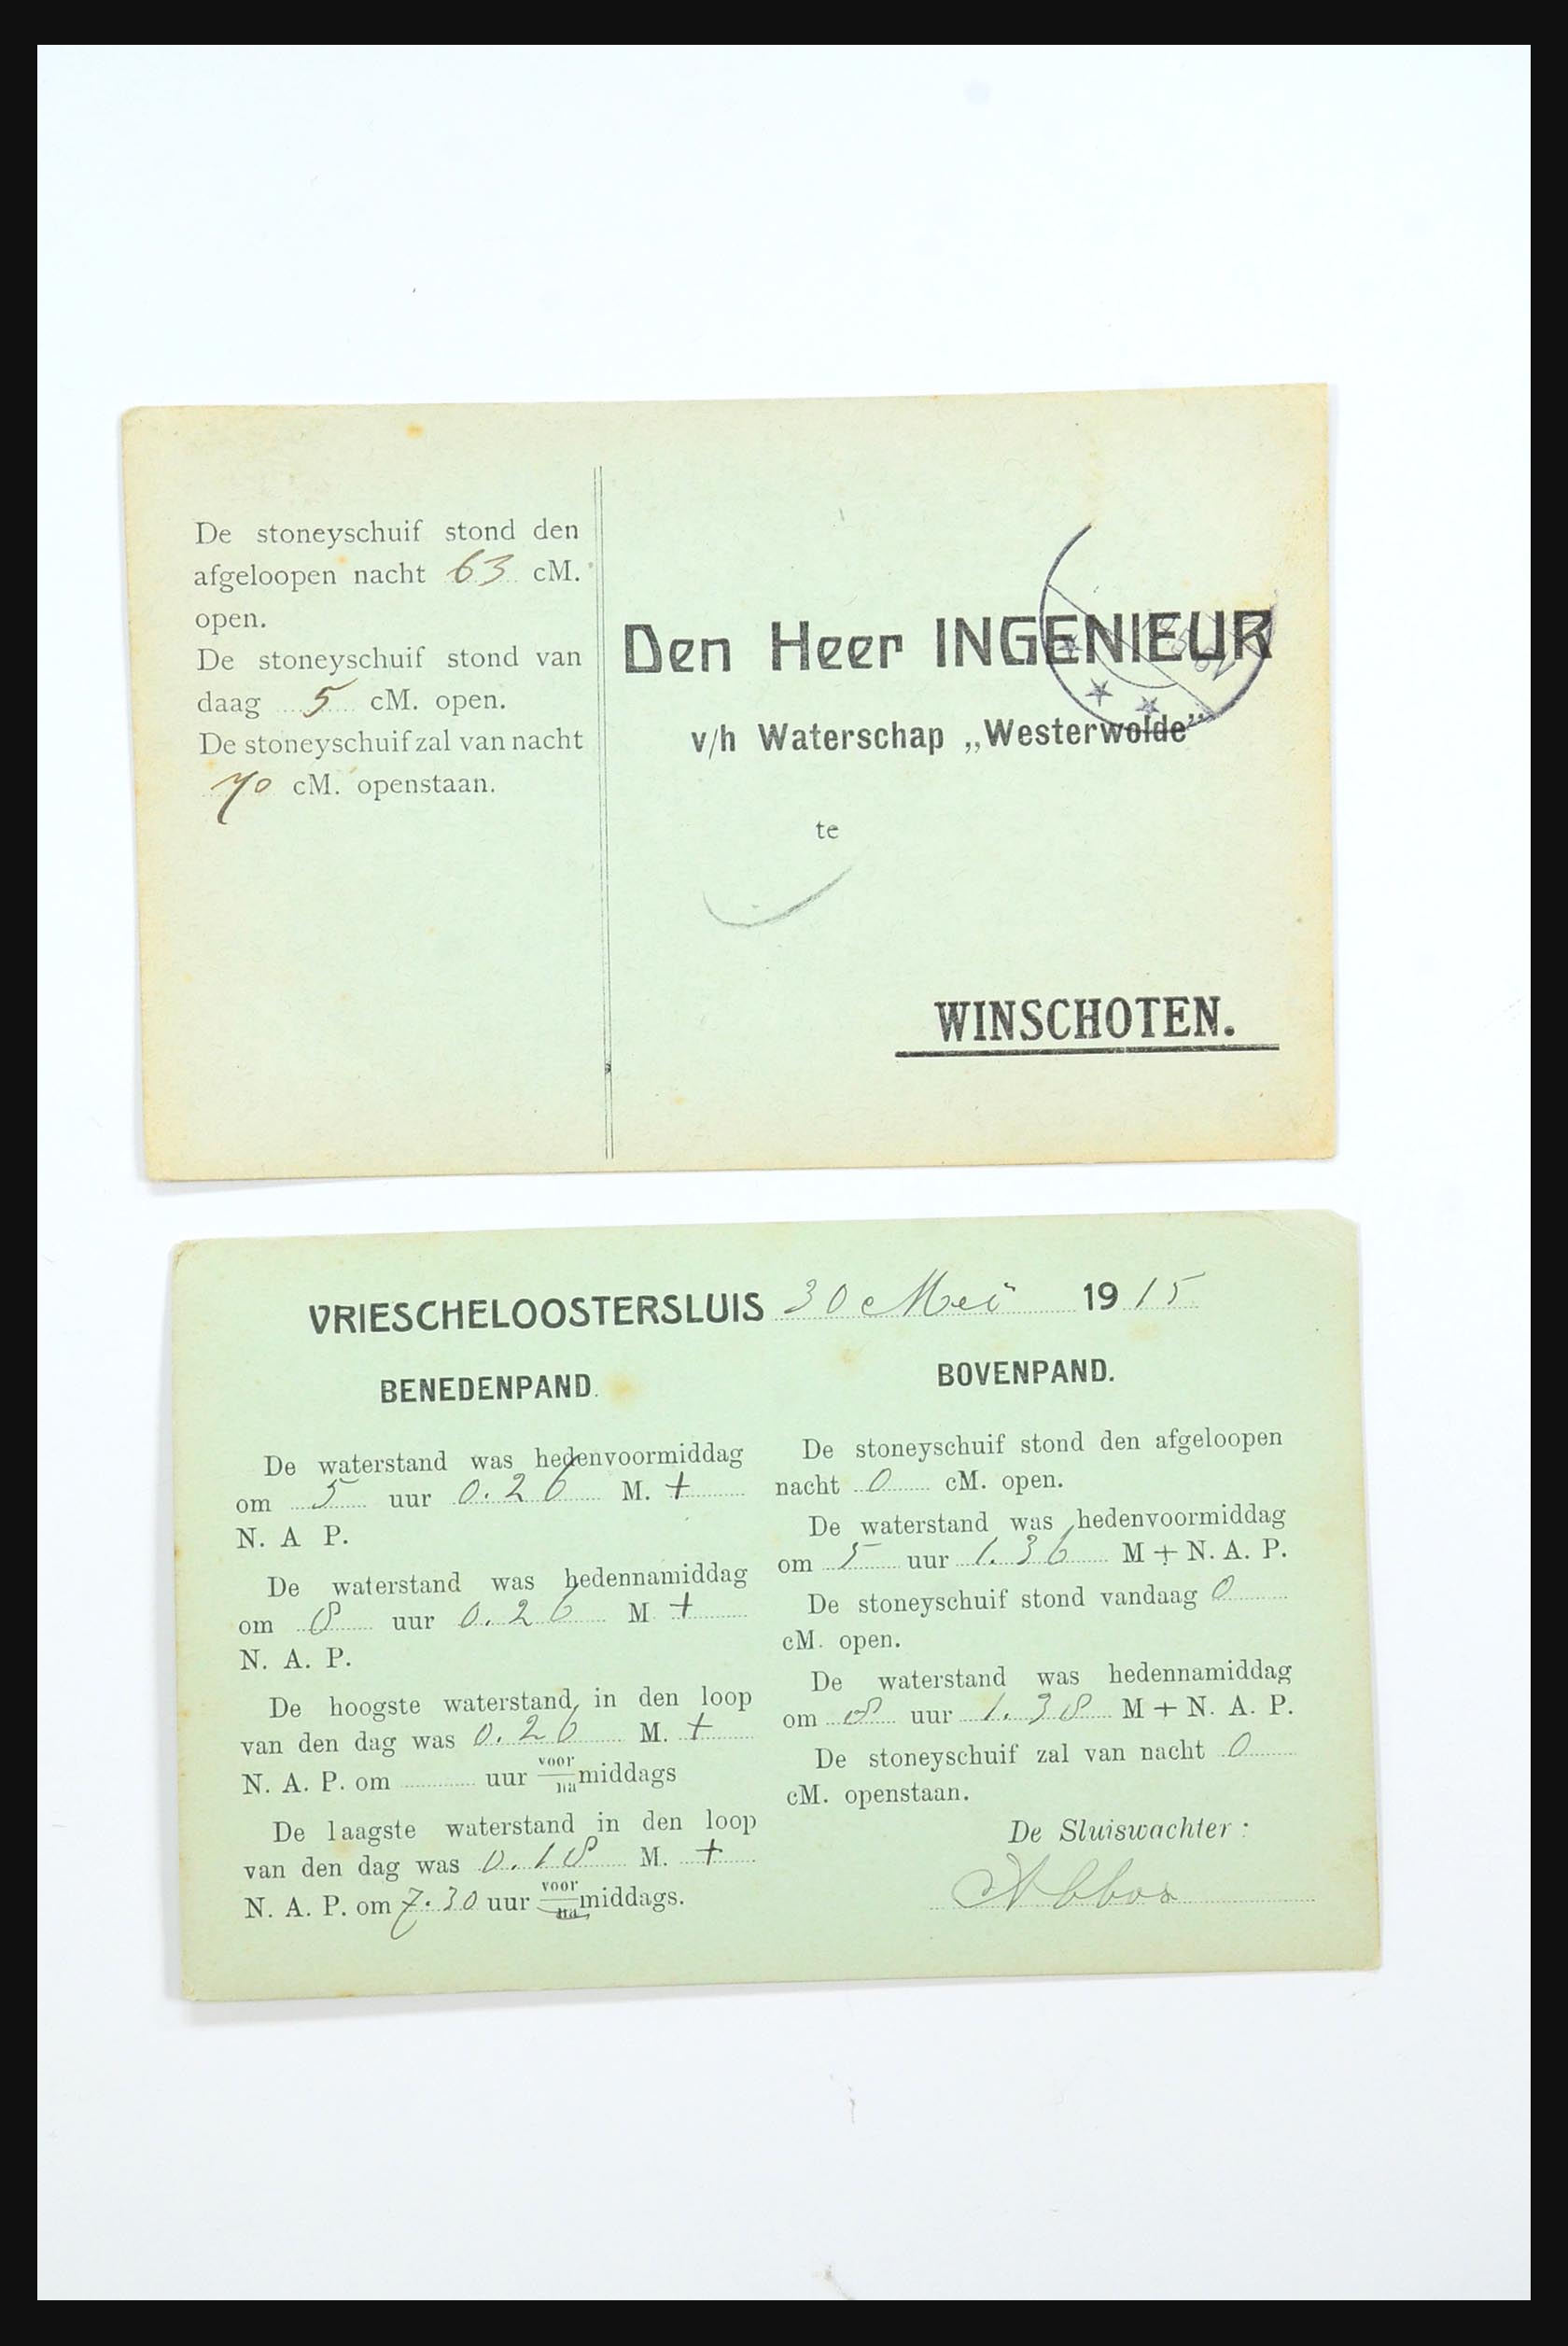 De stoneyschuif stond den
afgeloopen nacht 63 cM.
open.
De stoneyschuif stond van
daag 5 cM. open.
De stoneyschuif zal van nacht
70 cM. openstaan.
Den Heer INGENIEUR
v/h Waterschap „Westerwolde”
te
WINSCHOTEN.
VRIESCHELOOSTERSLUIS 30 Mei 1915
BENEDENPAND.
De waterstand was hedenvoormiddag
om 5 uur 0.26 M. +
N. A P.
De waterstand was hedennamiddag
om 8 uur 0.26 M +
N. A. P.
De hoogste waterstand in den loop
van den dag was 0.26 M. +
N. A. P. om uur voor/na middags
De laagste waterstand in den loop
van den dag was 0.18 M. +
N. A. P. om 7.30 uur voor/na middags.
BOVENPAND.
De stoneyschuif stond den afgeloopen
nacht 0 cM. open.
De waterstand was hedenvoormiddag
om 5 uur 1.36 M + N. A. P.
De stoneyschuif stond vandaag 0
cM. open.
De waterstand was hedennamiddag
om 8 uur 1.38 M + N. A. P.
De stoneyschuif zal van nacht 0
cM. openstaan.
De Sluiswachter: